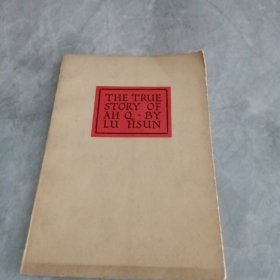 THE TRUE
STORY OF
AH Q · BY
LU HSUN